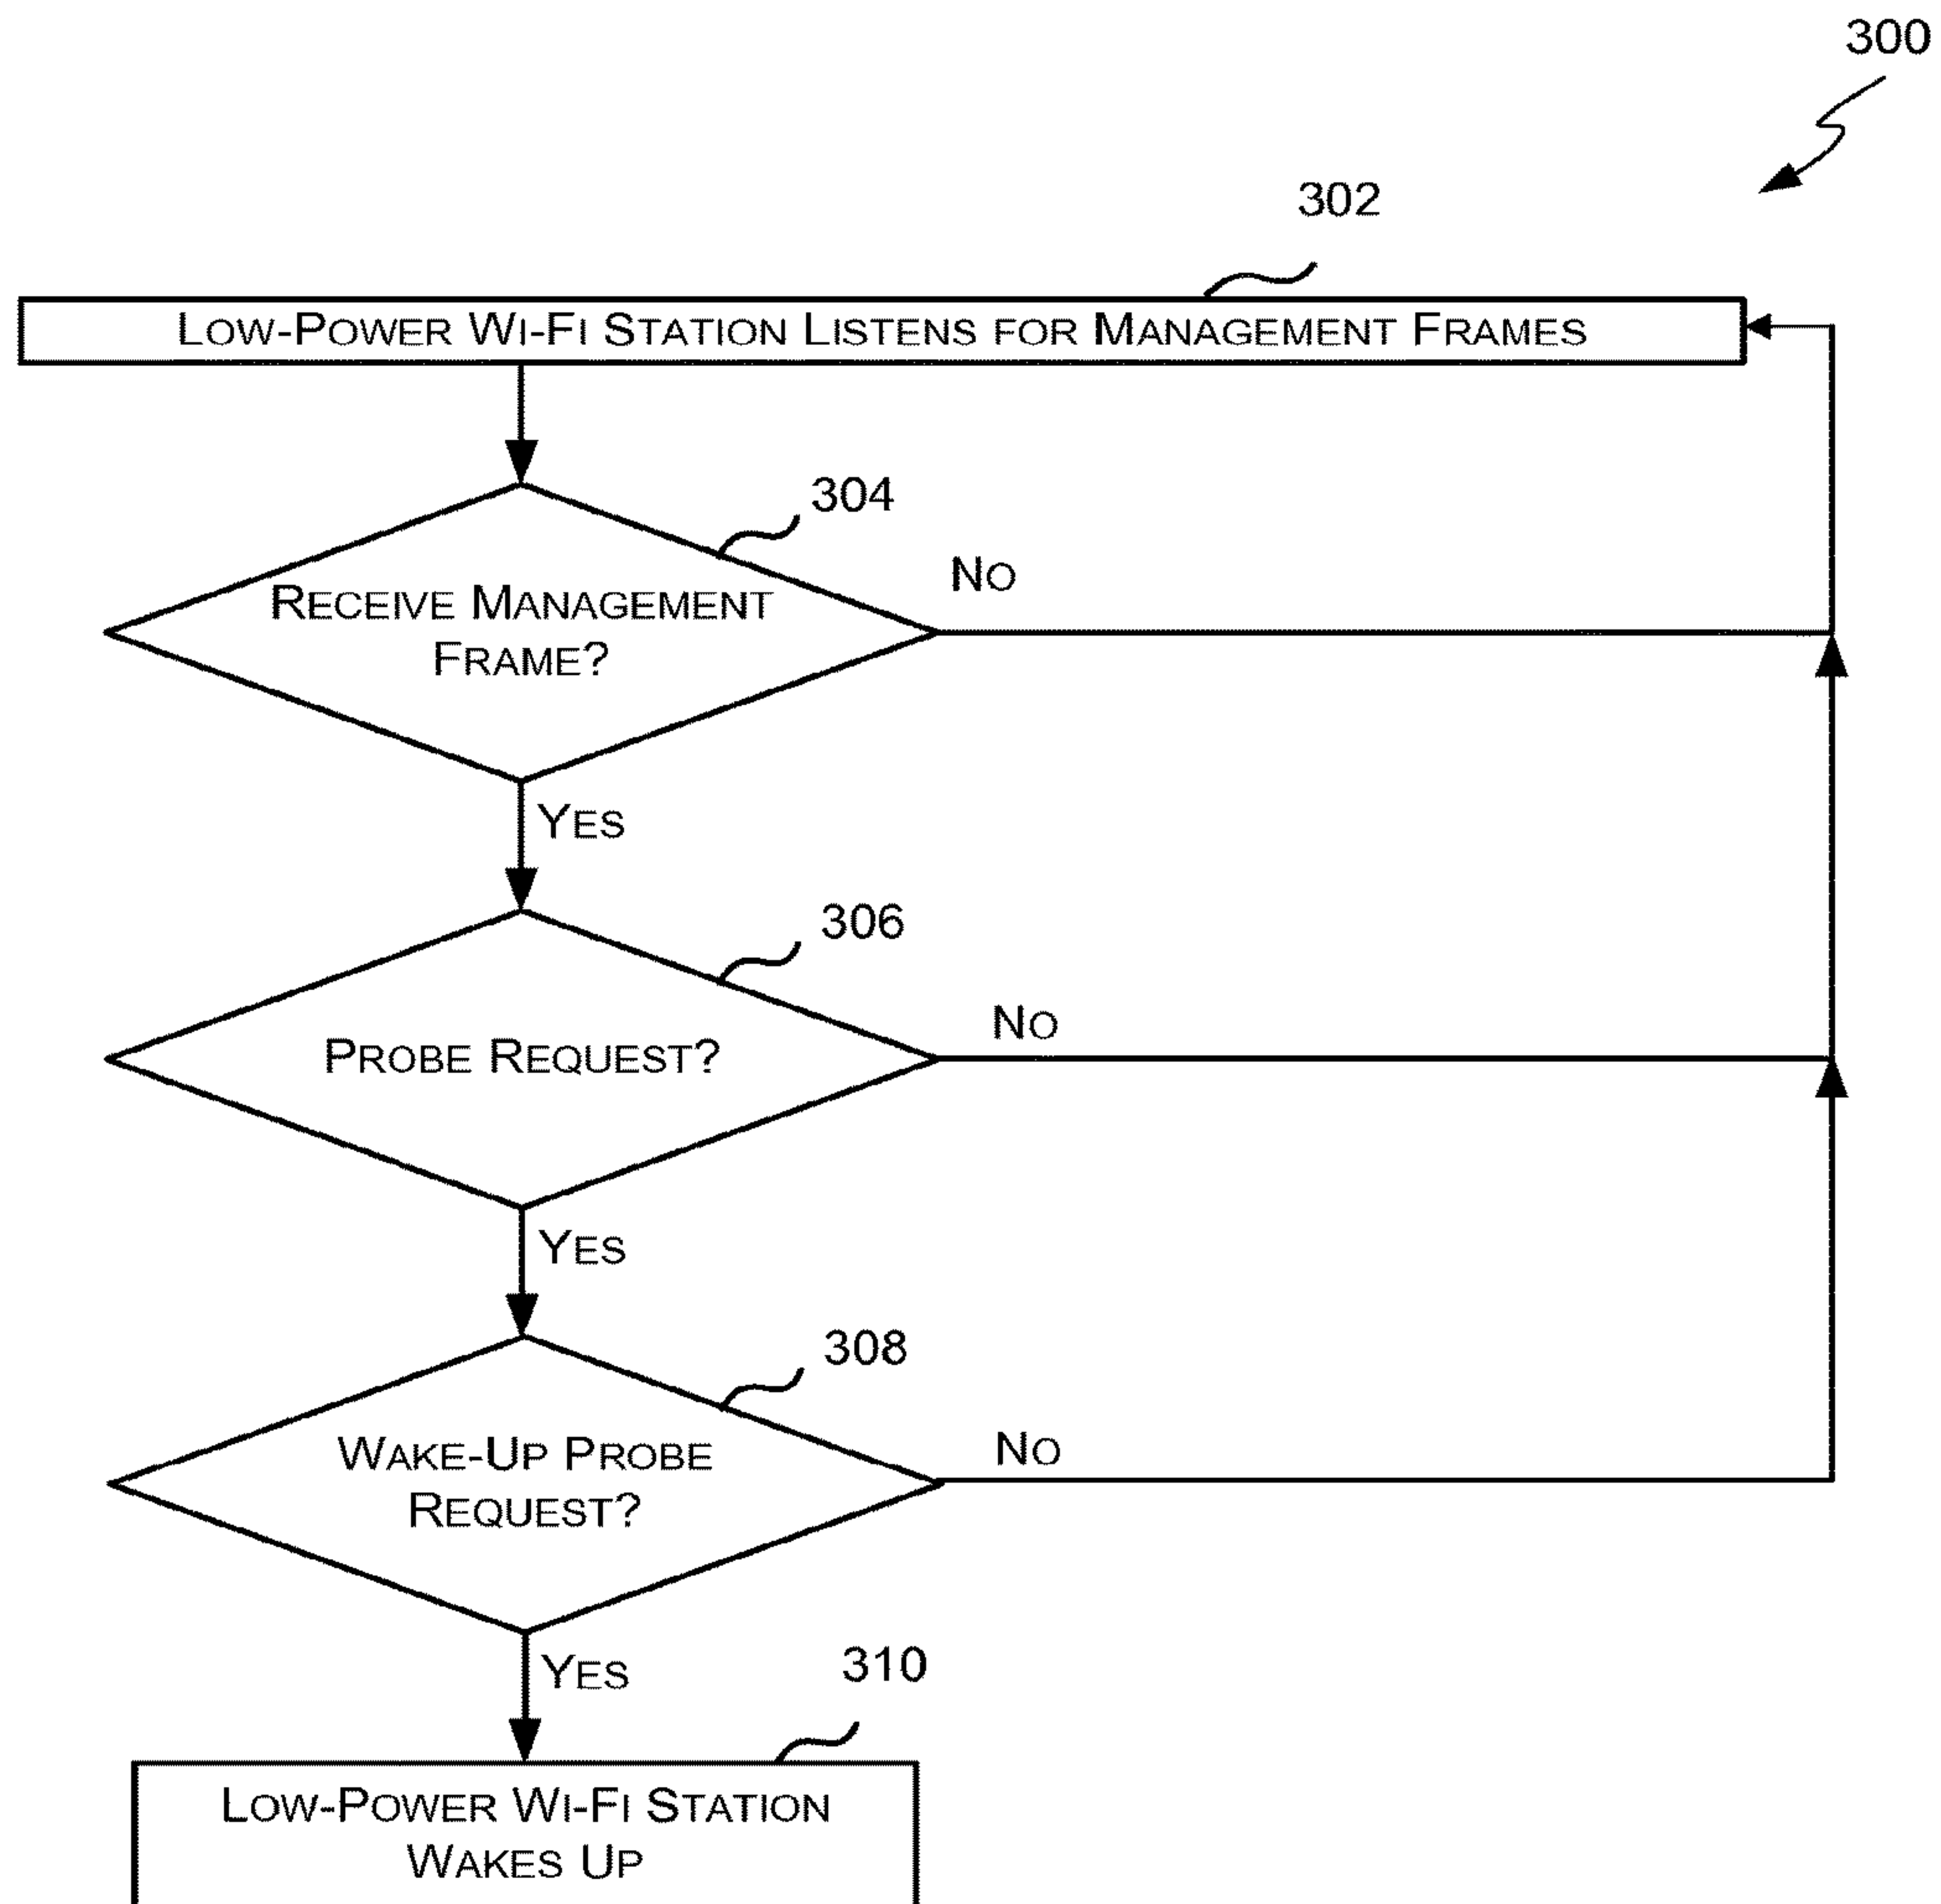 300
302
LOW-POWER WI-FI STATION LISTENS FOR MANAGEMENT FRAMES
304
RECEIVE MANAGEMENT
FRAME?
NO
YES
306
PROBE REQUEST?
NO
YES
308
WAKE-UP PROBE
REQUEST?
NO
YES
310
LOW-POWER WI-FI STATION
WAKES UP